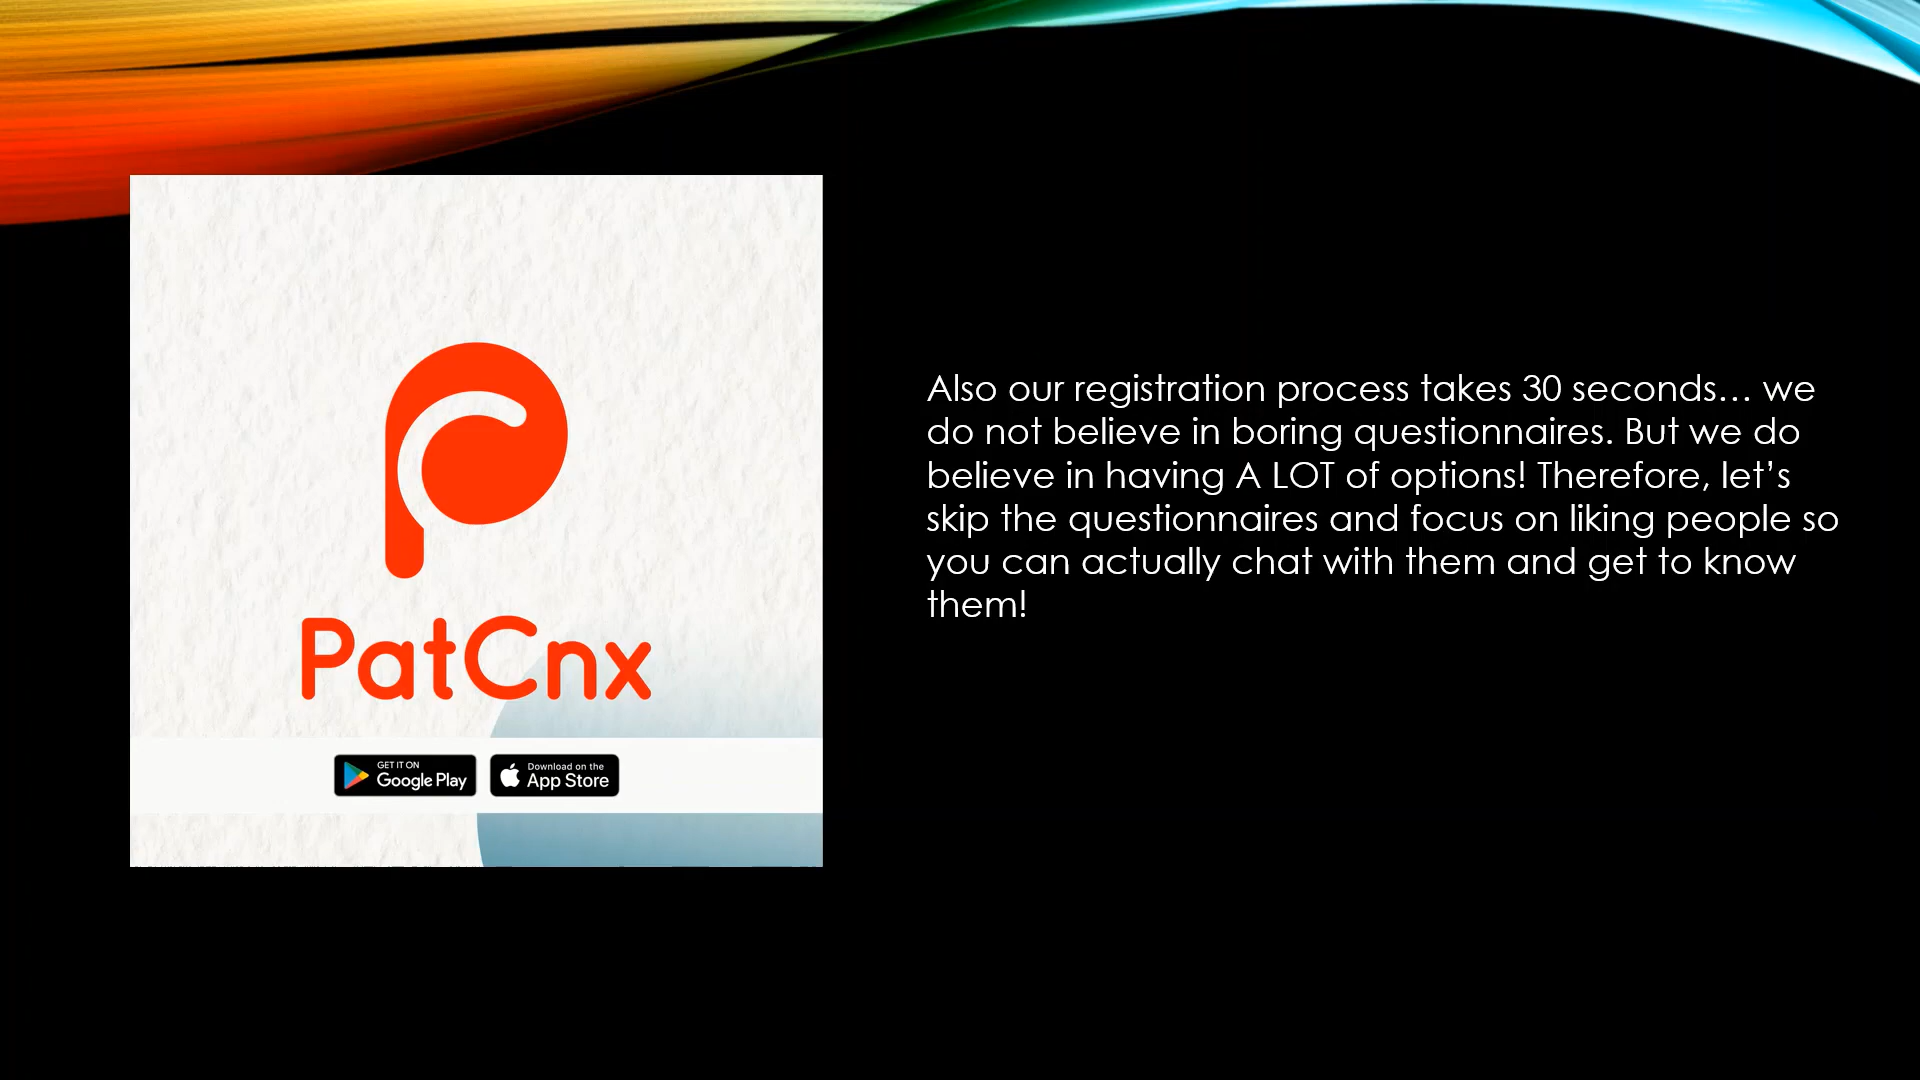 PatCnx
GET IT ON
Google Play
Download on the
App Store
Also our registration process takes 30 seconds… we
do not believe in boring questionnaires. But we do
believe in having A LOT of options! Therefore, let’s
skip the questionnaires and focus on liking people so
you can actually chat with them and get to know
them!